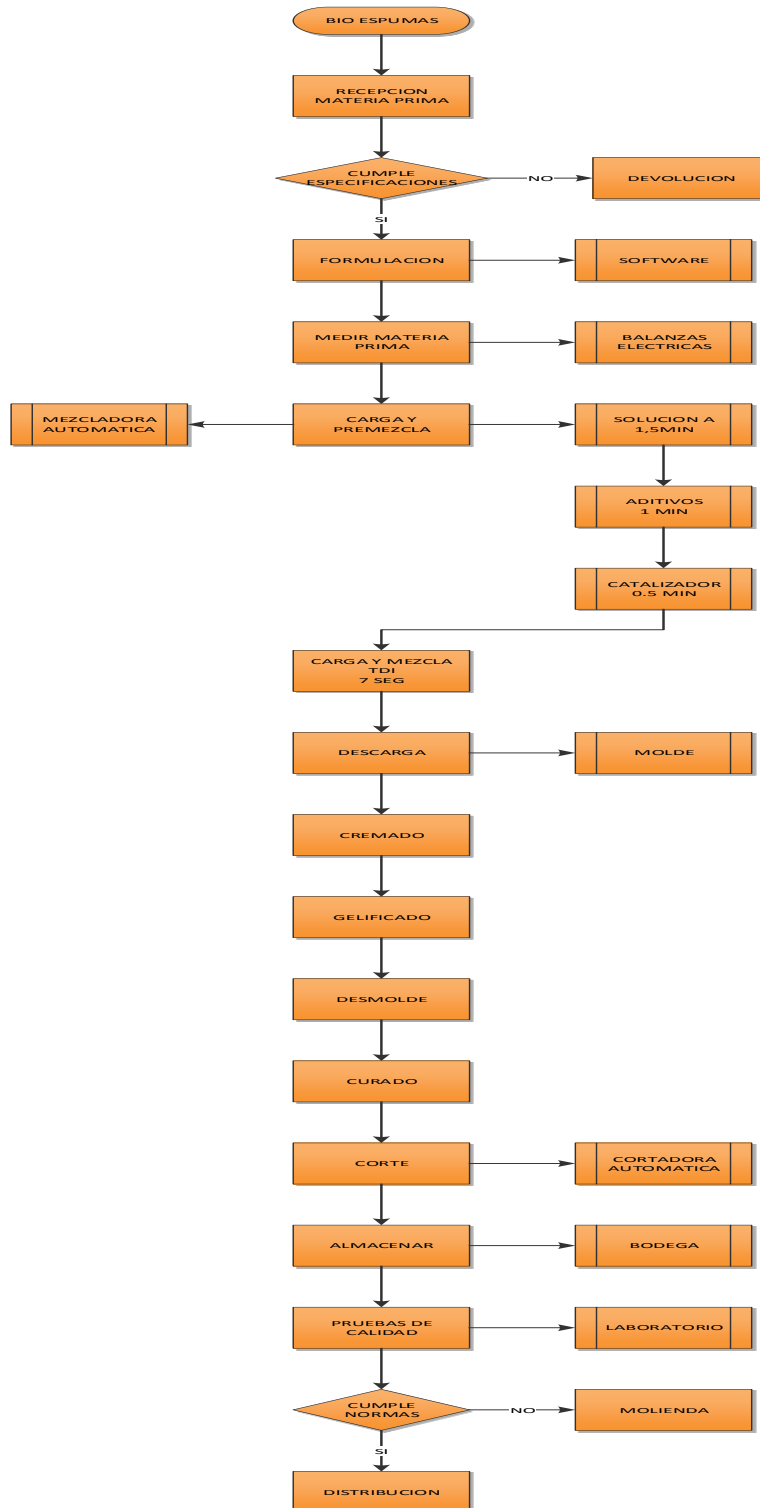 BIO ESPUMAS
RECEPCION
MATERIA PRIMA
CUMPLE
ESPECIFICACIONES
NO
DEVOLUCION
SI
FORMULACION
SOFTWARE
MEDIR MATERIA
PRIMA
BALANZAS
ELECTRICAS
MEZCLADORA
AUTOMATICA
CARGA Y
PREMEZCLA
SOLUCION A
1,5MIN
ADITIVOS
1 MIN
CATALIZADOR
0.5 MIN
CARGA Y MEZCLA
TDI
7 SEG
DESCARGA
MOLDE
CREMADO
GELIFICADO
DESMOLDE
CURADO
CORTE
CORTADORA
AUTOMATICA
ALMACENAR
BODEGA
PRUEBAS DE
CALIDAD
LABORATORIO
CUMPLE
NORMAS
NO
MOLIENDA
SI
DISTRIBUCION